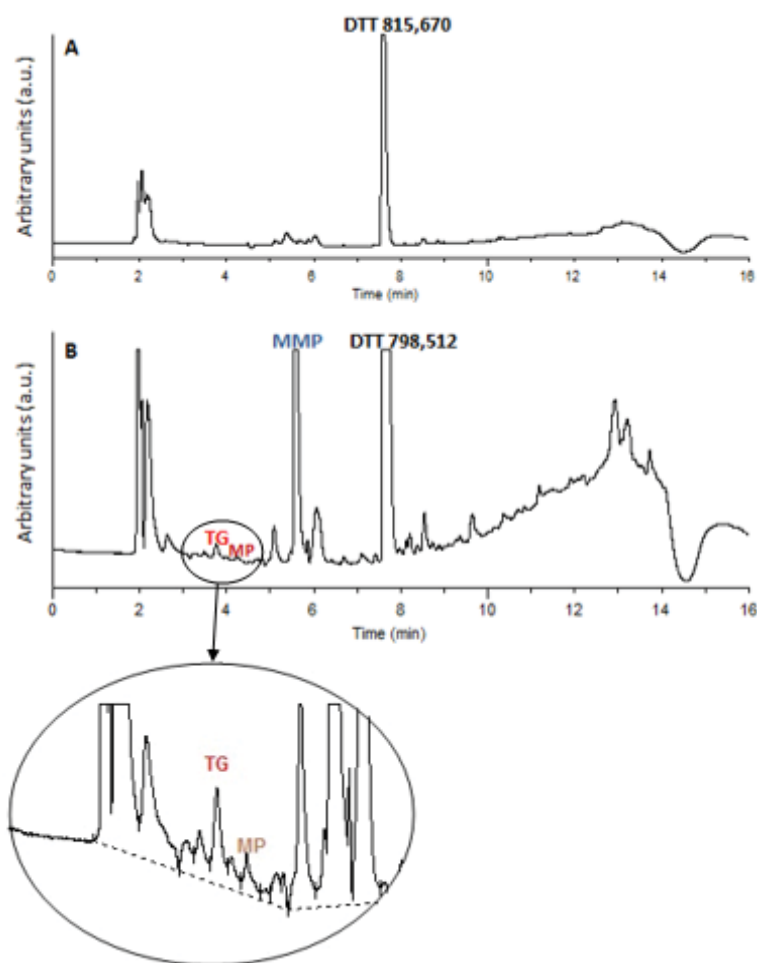 DTT 815,670
A
Arbitrary units (a.u.)
0 2 4 6 8 10 12 14 16
Time (min)
B
MMP
DTT 798,512
Arbitrary units (a.u.)
TG
MP
0 2 4 6 8 10 12 14 16
Time (min)
TG
MP